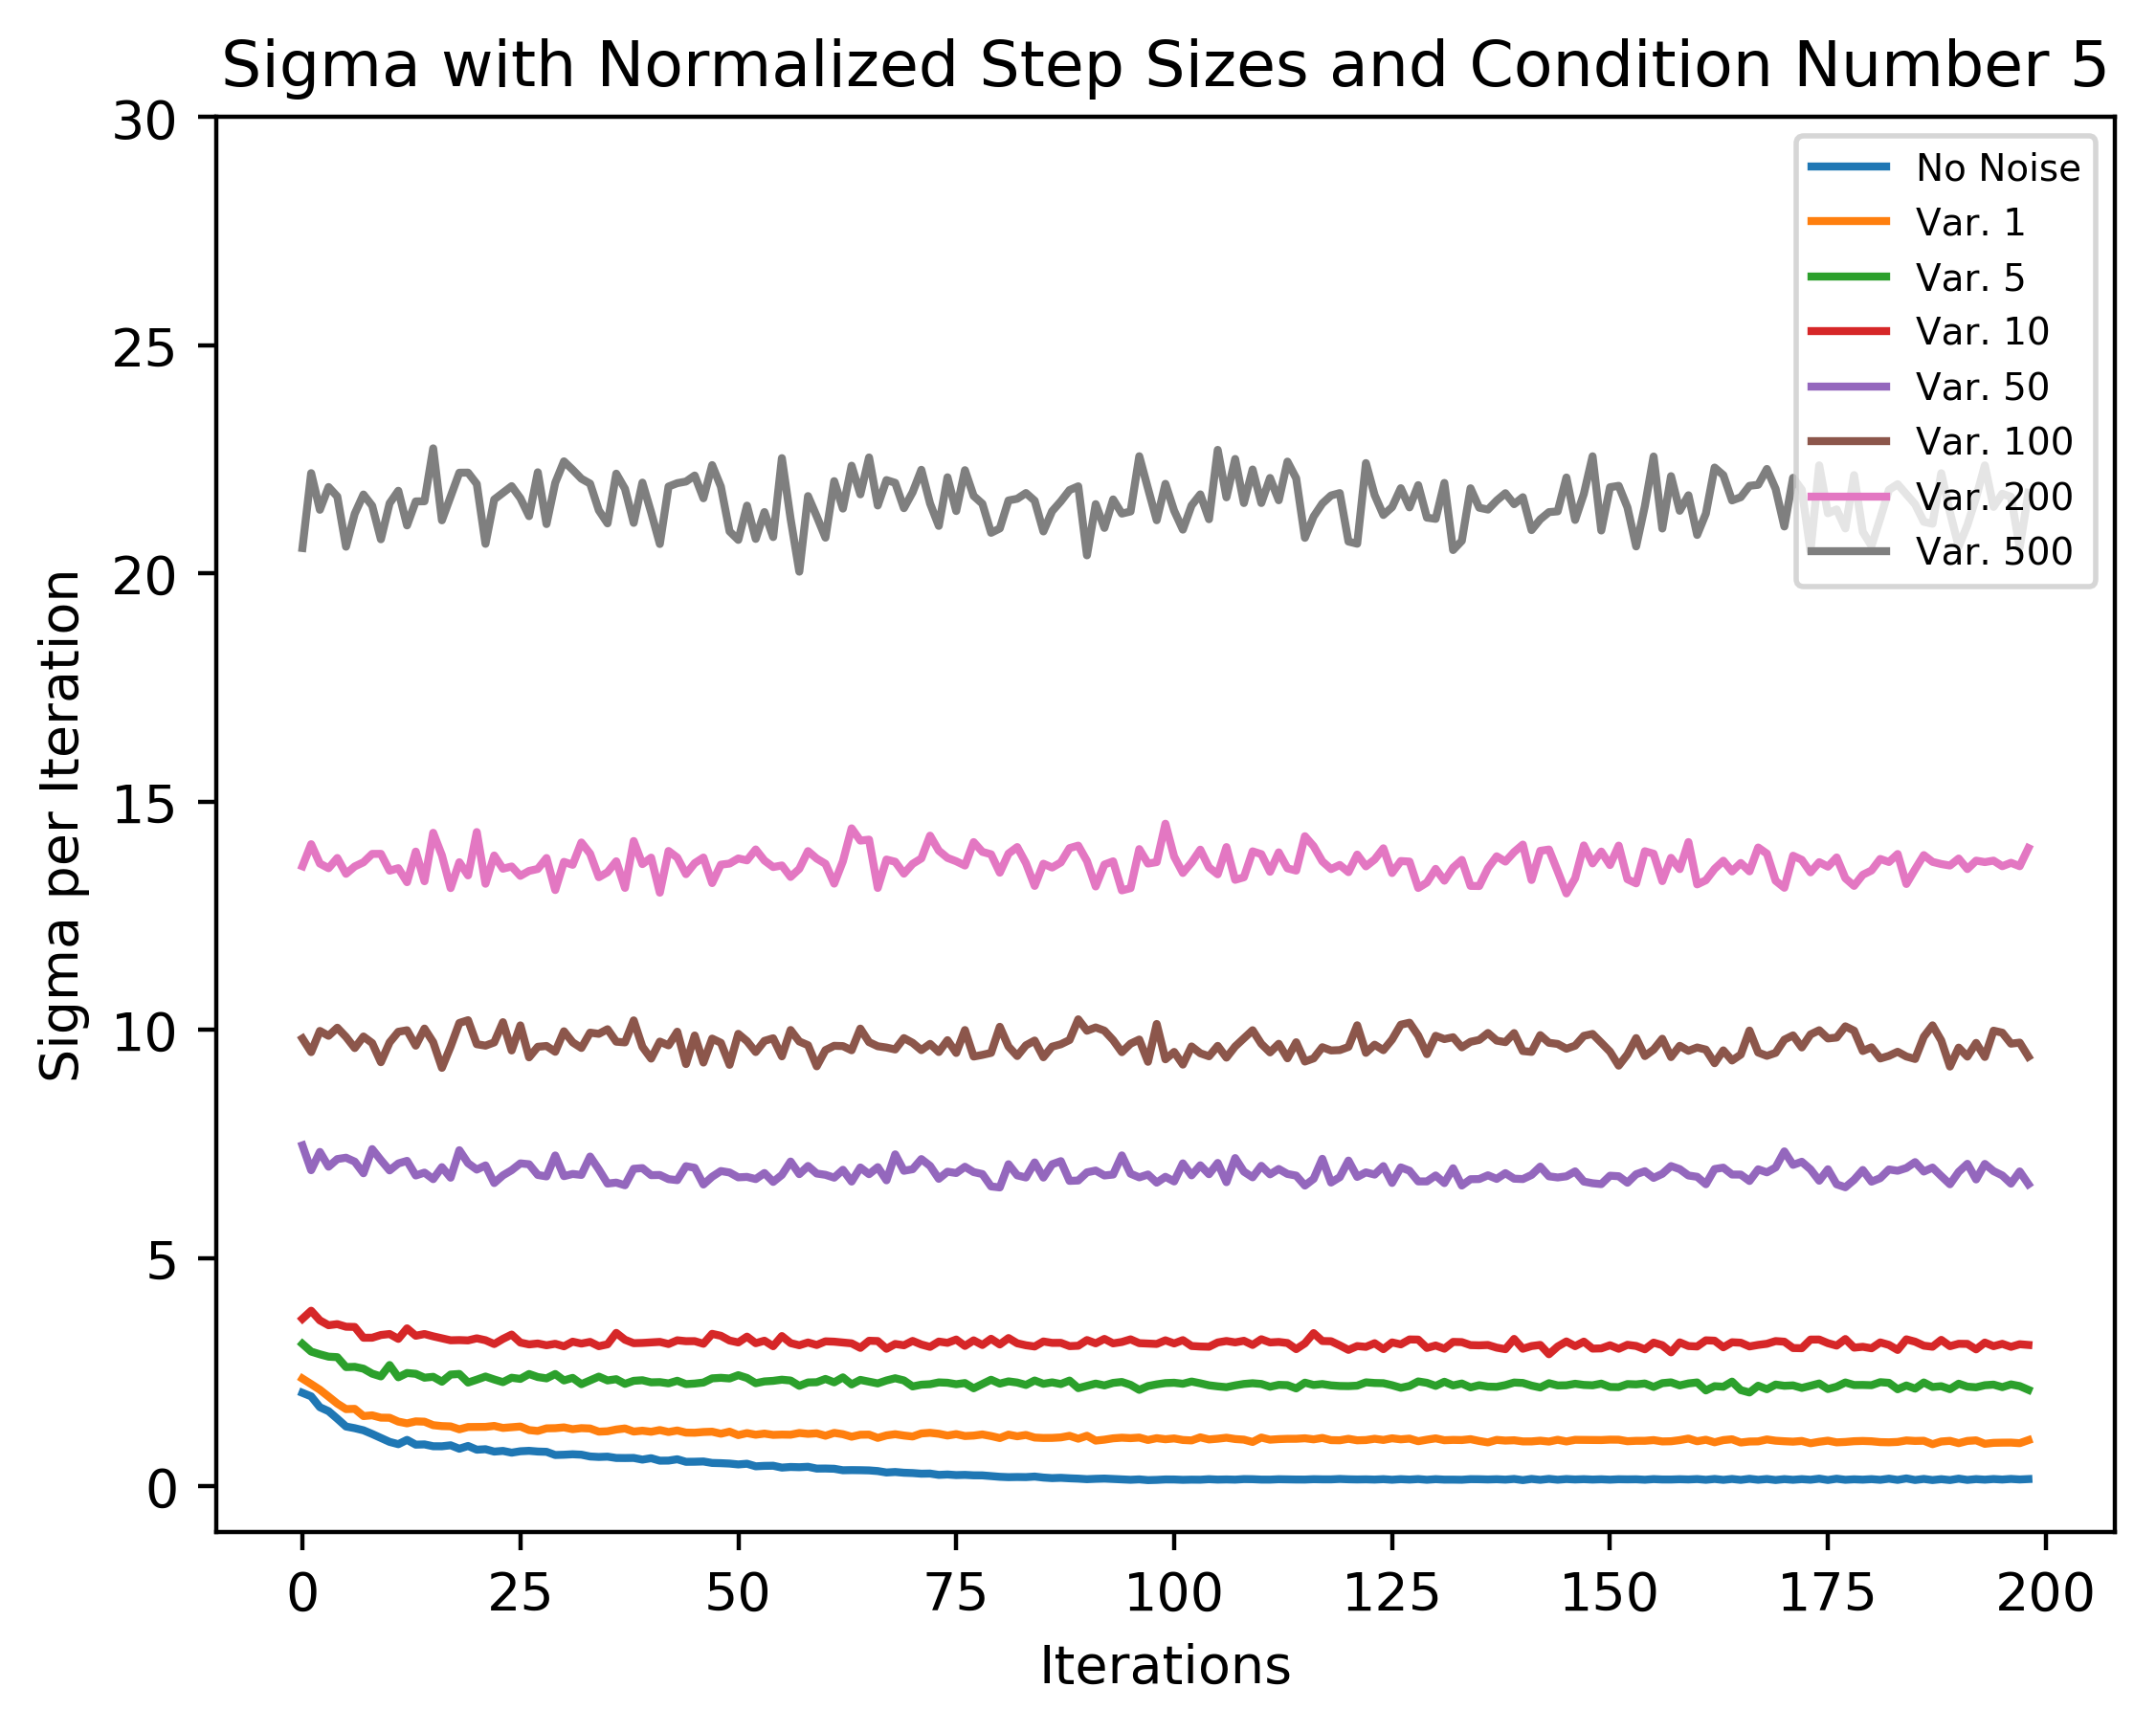 Sigma with Normalized Step Sizes and Condition Number 5
30
25
20
15
10
5
0
Sigma per Iteration
No Noise
Var. 1
Var. 5
Var. 10
Var. 50
Var. 100
Var. 200
Var. 500
0 25 50 75 100 125 150 175 200
Iterations